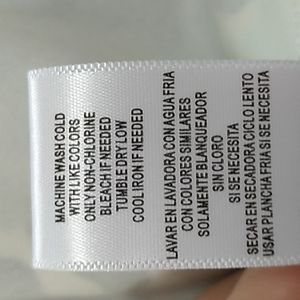 MACHINE WASH COLD
WITH LIKE COLORS
ONLY NON-CHLORINE
BLEACH IF NEEDED
TUMBLE DRY LOW
COOL IRON IF NEEDED
LAVAR EN LAVADORA CON AGUA FRIA
CON COLORES SIMILARES
SOLAMENTE BLANQUEADOR
SIN CLORO
SI SE NECESITA
SECAR EN SECADORA CICLO LENTO
USAR PLANCHA FRIA SI SE NECESITA